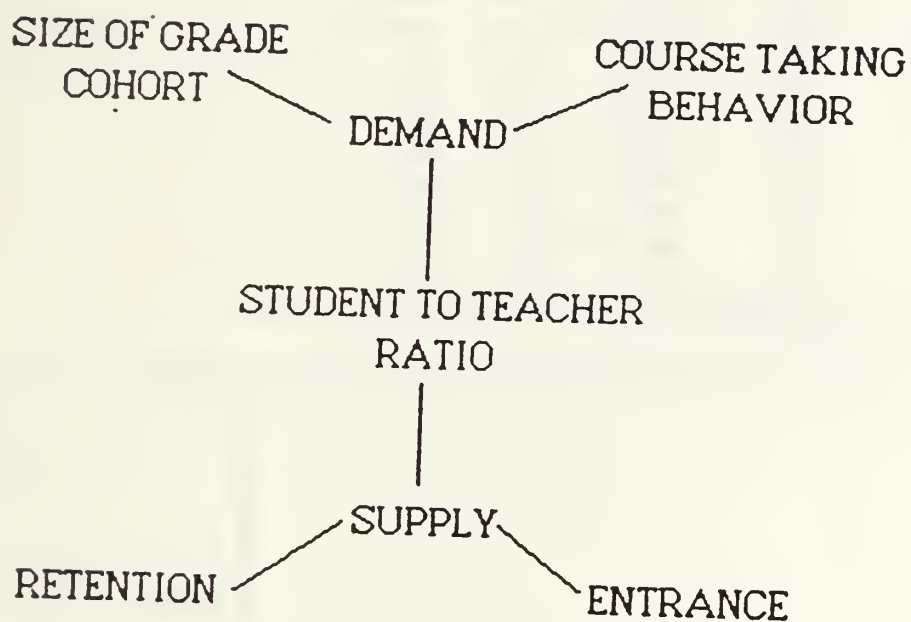 SIZE OF GRADE
COHORT
COURSE TAKING
BEHAVIOR
DEMAND
STUDENT TO TEACHER
RATIO
SUPPLY
RETENTION
ENTRANCE